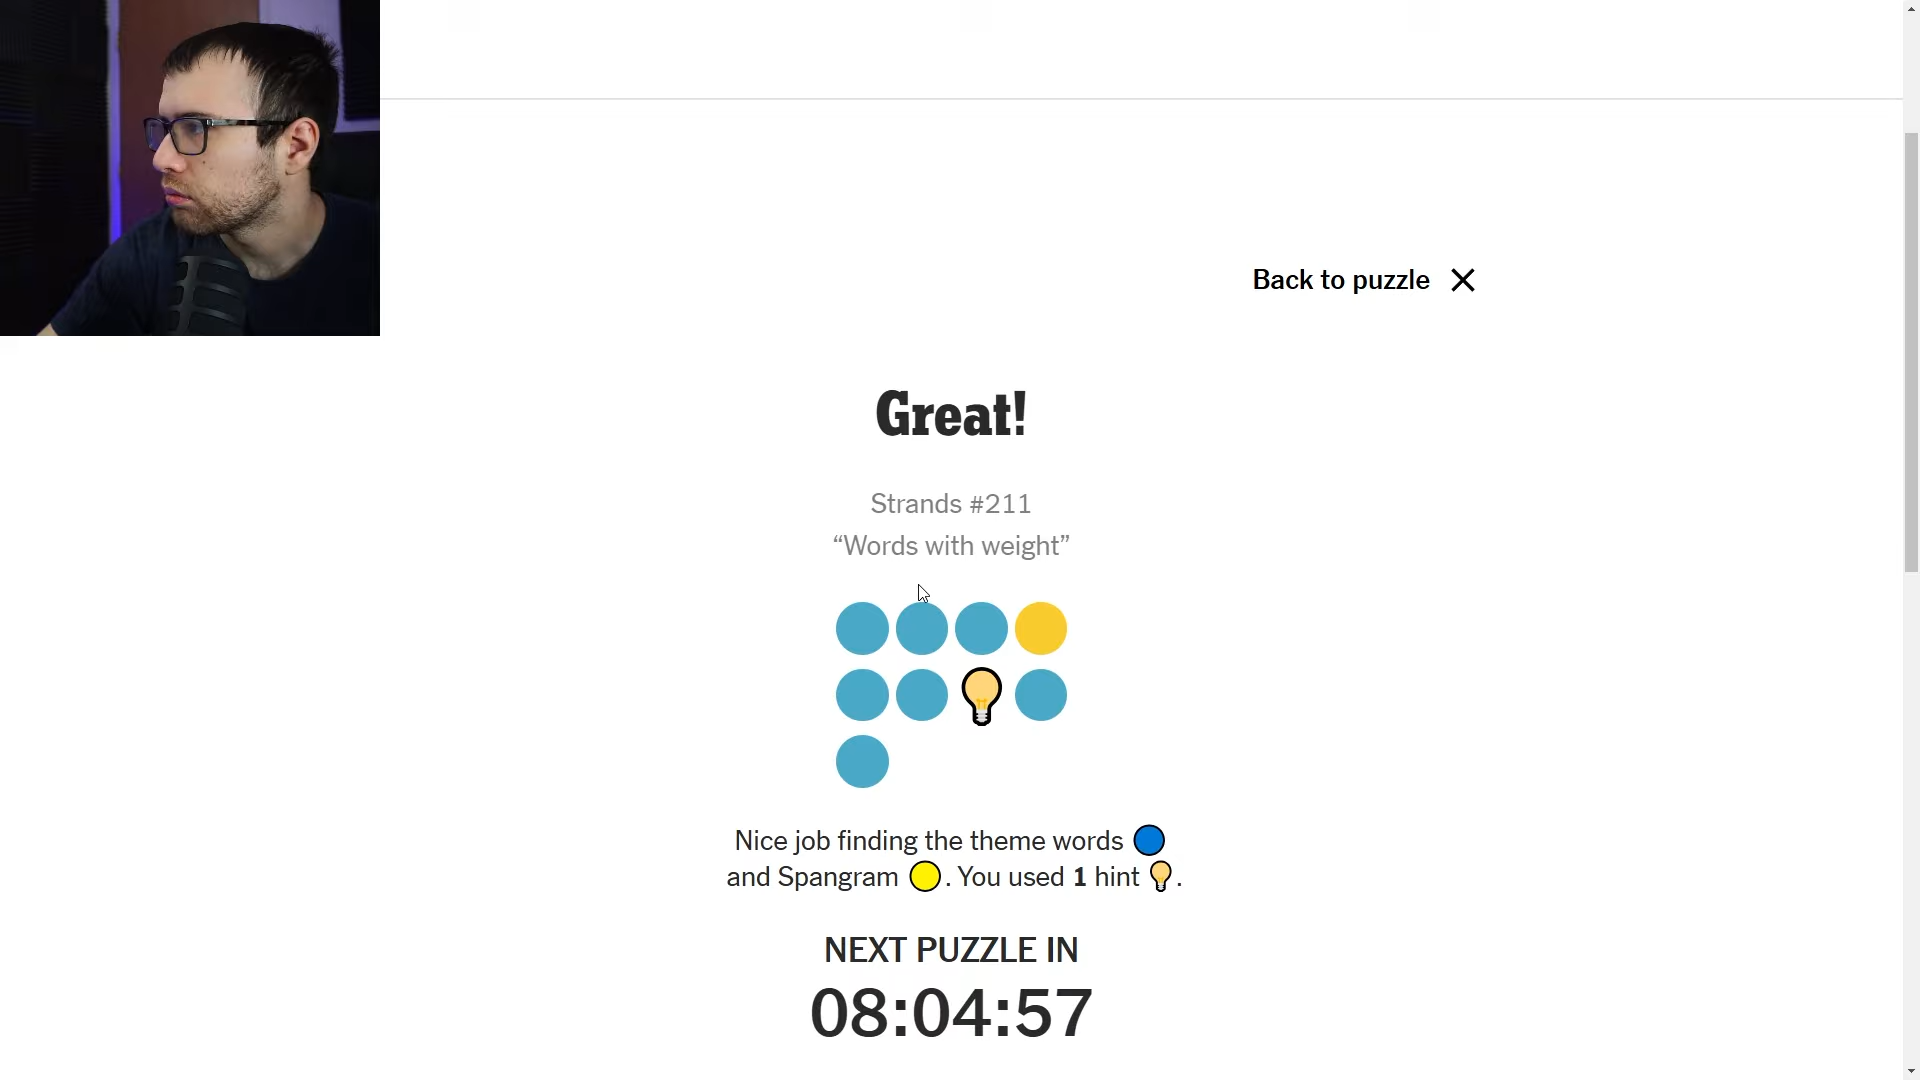 Back to puzzle
Great!
Strands #211
“Words with weight”
Nice job finding the theme words
and Spangram . You used 1 hint .
NEXT PUZZLE IN
08:04:57